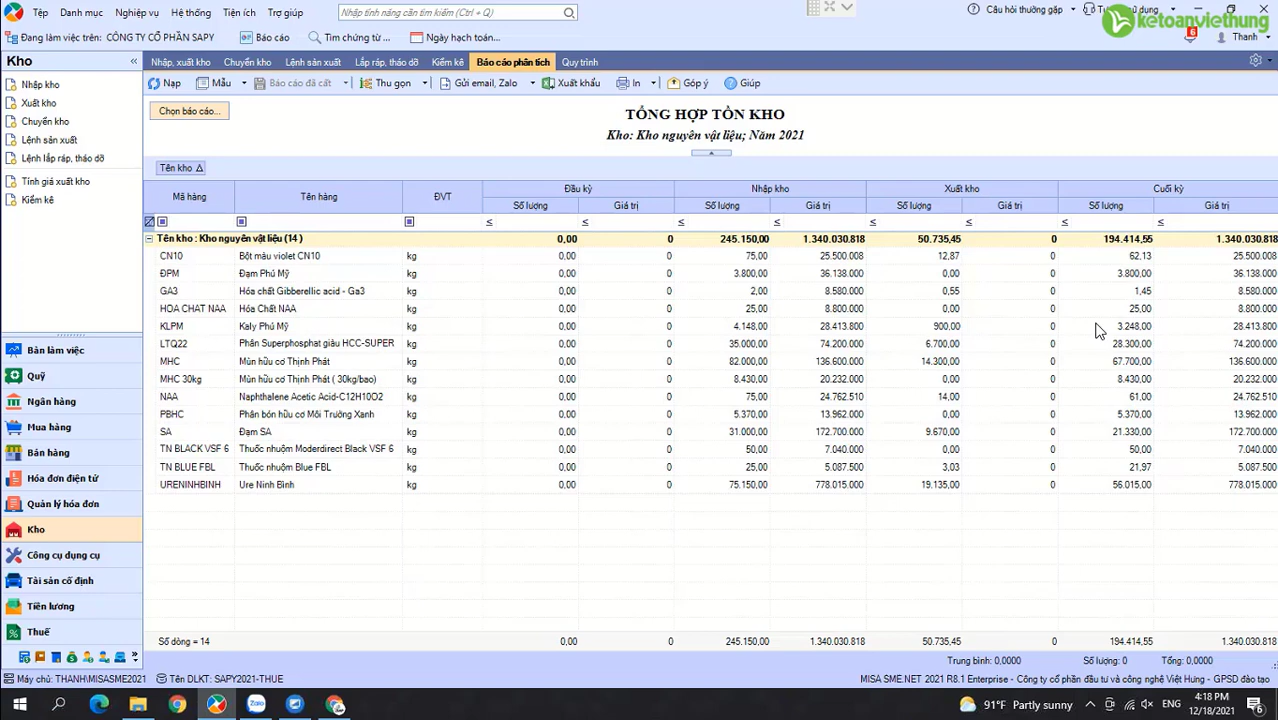 Tệp Danh mục Nghiệp vụ Hệ thống Tiện ích Trợ giúp Nhập tính năng cần tìm kiếm (Ctrl + Q) Câu hỏi thường gặp
ketoanviethung
Đang làm việc trên: CÔNG TY CỔ PHẦN SAPY Báo cáo Tìm chứng từ ... Ngày hạch toán... 6 Thanh
Kho « Nhập, xuất kho Chuyển kho Lệnh sản xuất Lắp ráp, tháo dỡ Kiểm kê Báo cáo phân tích Quy trình
Nạp Mẫu Báo cáo đã cất Thu gọn Gửi email, Zalo Xuất khẩu In Góp ý Giúp
Nhập kho
Xuất kho
Chuyển kho
Lệnh sản xuất
Lệnh lắp ráp, tháo dỡ
Tính giá xuất kho
Kiểm kê
Bàn làm việc
Quỹ
Ngân hàng
Mua hàng
Bán hàng
Hóa đơn điện tử
Quản lý hóa đơn
Kho
Công cụ dụng cụ
Tài sản cố định
Tiền lương
Thuế
Chọn báo cáo...
TỔNG HỢP TỒN KHO
Kho: Kho nguyên vật liệu; Năm 2021
Tên kho
Mã hàng Tên hàng ĐVT Đầu kỳ Nhập kho Xuất kho Cuối kỳ
Số lượng Giá trị Số lượng Giá trị Số lượng Giá trị Số lượng Giá trị
≤ ≤ ≤ ≤ ≤ ≤ ≤ ≤
Tên kho : Kho nguyên vật liệu (14 ) 0,00 0 245.150,00 1.340.030.818 50.735,45 0 194.414,55 1.340.030.818
CN10 Bột màu violet CN10 kg 0,00 0 75,00 25.500.008 12,87 0 62,13 25.500.008
ĐPM Đạm Phú Mỹ kg 0,00 0 3.800,00 36.138.000 0,00 0 3.800,00 36.138.000
GA3 Hóa chất Gibberellic acid - Ga3 kg 0,00 0 2,00 8.580.000 0,55 0 1,45 8.580.000
HOA CHAT NAA Hóa Chất NAA kg 0,00 0 25,00 8.800.000 0,00 0 25,00 8.800.000
KLPM Kaly Phú Mỹ kg 0,00 0 4.148,00 28.413.800 900,00 0 3.248,00 28.413.800
LTQ22 Phân Superphosphat giàu HCC-SUPER kg 0,00 0 35.000,00 74.200.000 6.700,00 0 28.300,00 74.200.000
MHC Mùn hữu cơ Thịnh Phát kg 0,00 0 82.000,00 136.600.000 14.300,00 0 67.700,00 136.600.000
MHC 30kg Mùn hữu cơ Thịnh Phát ( 30kg/bao) kg 0,00 0 8.430,00 20.232.000 0,00 0 8.430,00 20.232.000
NAA Naphthalene Acetic Acid-C12H10O2 kg 0,00 0 75,00 24.762.510 14,00 0 61,00 24.762.510
PBHC Phân bón hữu cơ Môi Trường Xanh kg 0,00 0 5.370,00 13.962.000 0,00 0 5.370,00 13.962.000
SA Đạm SA kg 0,00 0 31.000,00 172.700.000 9.670,00 0 21.330,00 172.700.000
TN BLACK VSF 6 Thuốc nhuộm Moderdirect Black VSF 6 kg 0,00 0 50,00 7.040.000 0,00 0 50,00 7.040.000
TN BLUE FBL Thuốc nhuộm Blue FBL kg 0,00 0 25,00 5.087.500 3,03 0 21,97 5.087.500
URENINHBINH Ure Ninh Bình kg 0,00 0 75.150,00 778.015.000 19.135,00 0 56.015,00 778.015.000
Số dòng = 14 0,00 0 245.150,00 1.340.030.818 50.735,45 0 194.414,55 1.340.030.818
Trung bình: 0,0000 Số lượng: 0 Tổng: 0,0000
Máy chủ: THANH\MISASME2021 Tên DLKT: SAPY2021-THUE MISA SME.NET 2021 R8.1 Enterprise - Công ty cổ phần đầu tư và công nghệ Việt Hưng - GPSD đào tạo
91°F Partly sunny ENG 4:18 PM
12/18/2021 6